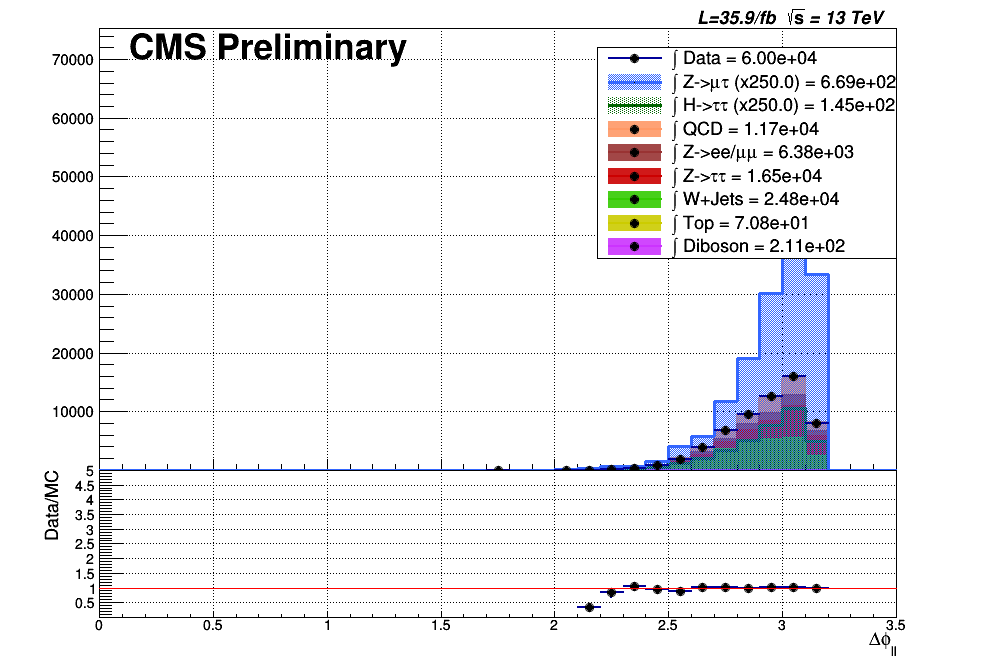 L=35.9/fb √s = 13 TeV
CMS Preliminary
∫ Data = 6.00e+04
∫ Z->μτ (x250.0) = 6.69e+02
∫ H->ττ (x250.0) = 1.45e+02
∫ QCD = 1.17e+04
∫ Z->ee/μμ = 6.38e+03
∫ Z->ττ = 1.65e+04
∫ W+Jets = 2.48e+04
∫ Top = 7.08e+01
∫ Diboson = 2.11e+02
70000
60000
50000
40000
30000
20000
10000
Data/MC
5
4.5
4
3.5
3
2.5
2
1.5
1
0.5
0 0.5 1 1.5 2 2.5 3 3.5
Δϕ||